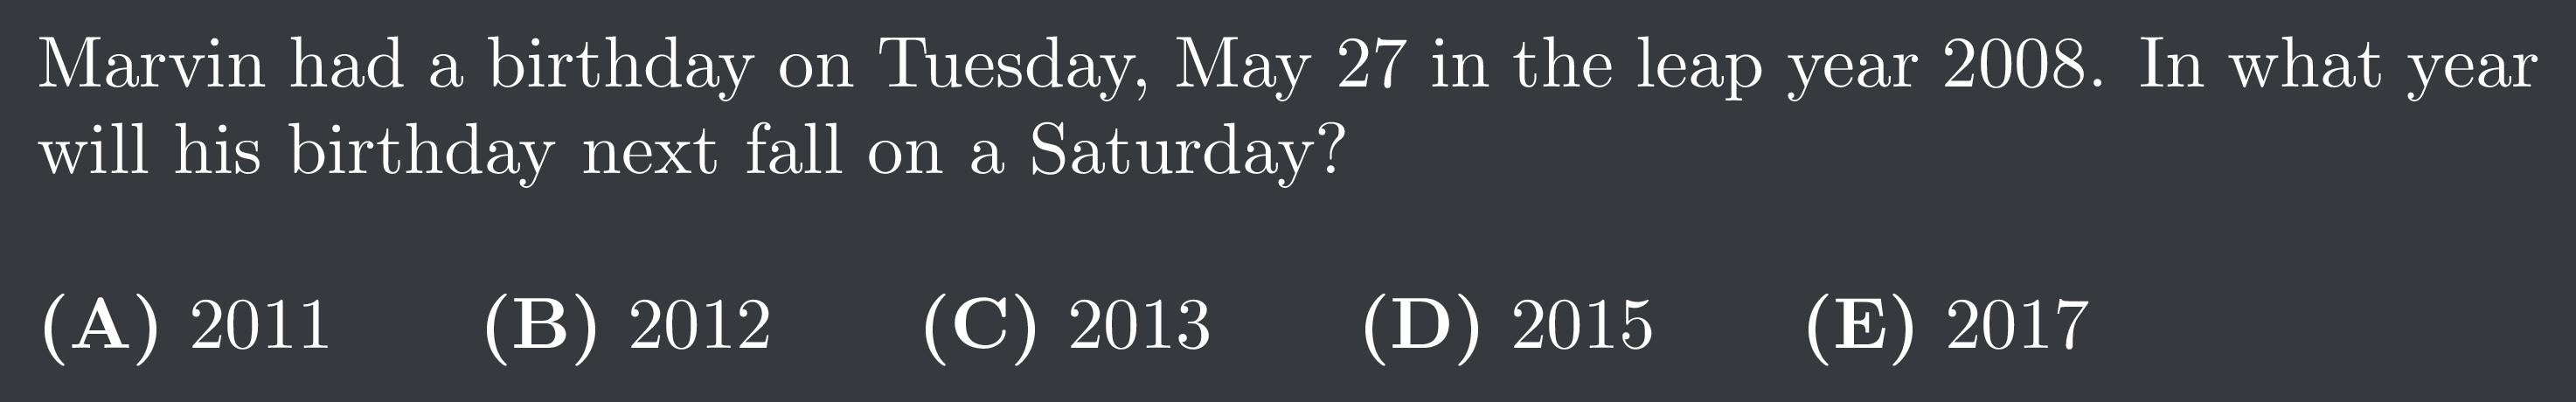 Marvin had a birthday on Tuesday, May 27 in the leap year 2008. In what year
will his birthday next fall on a Saturday?
(A) 2011 (B) 2012 (C) 2013 (D) 2015 (E) 2017